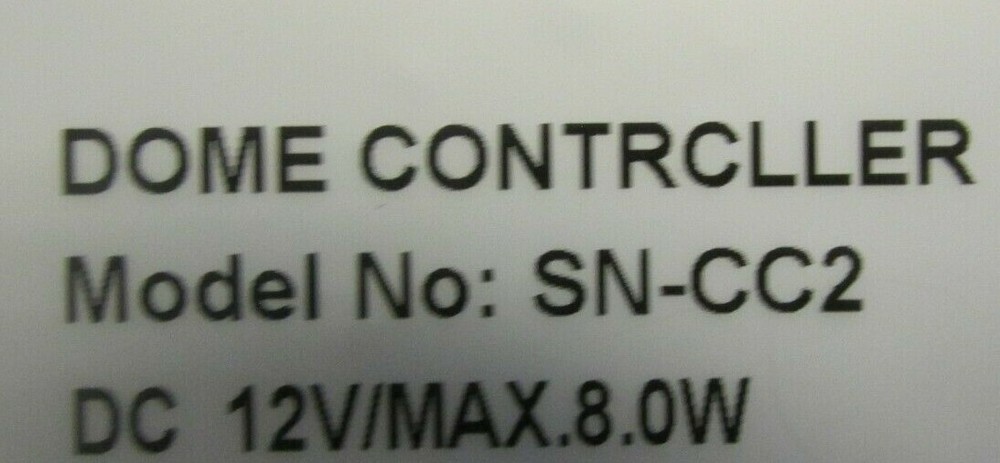 DOME CONTRCLLER
Model No: SN-CC2
DC 12V/MAX.8.0W